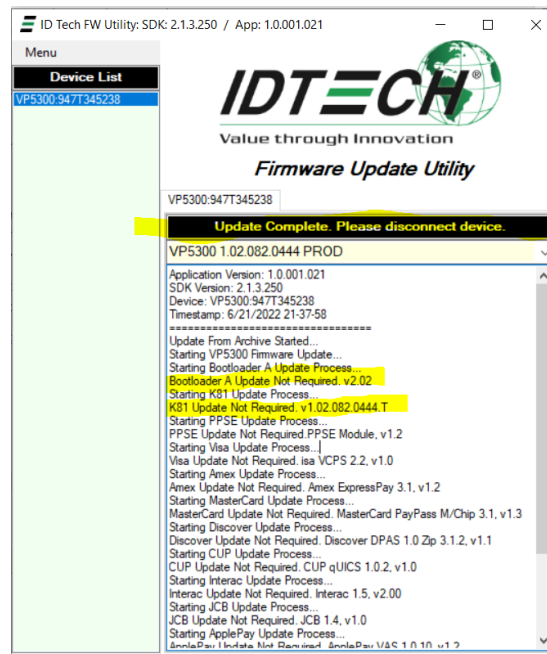 ID Tech FW Utility: SDK: 2.1.3.250 / App: 1.0.001.021
Menu
Device List
VP5300:947T345238
IDTECH®
Value through Innovation
Firmware Update Utility
VP5300:947T345238
Update Complete. Please disconnect device.
VP5300 1.02.082.0444 PROD
Application Version: 1.0.001.021
SDK Version: 2.1.3.250
Device: VP5300:947T345238
Timestamp: 6/21/2022 21-37-58
==================================
Update From Archive Started...
Starting VP5300 Firmware Update...
Starting Bootloader A Update Process...
Bootloader A Update Not Required. v2.02
Starting K81 Update Process...
K81 Update Not Required. v1.02.082.0444.T
Starting PPSE Update Process...
PPSE Update Not Required.PPSE Module, v1.2
Starting Visa Update Process...
Visa Update Not Required. isa VCPS 2.2, v1.0
Starting Amex Update Process...
Amex Update Not Required. Amex ExpressPay 3.1, v1.2
Starting MasterCard Update Process...
MasterCard Update Not Required. MasterCard PayPass M/Chip 3.1, v1.3
Starting Discover Update Process...
Discover Update Not Required. Discover DPAS 1.0 Zip 3.1.2, v1.1
Starting CUP Update Process...
CUP Update Not Required. CUP qUICS 1.0.2, v1.0
Starting Interac Update Process...
Interac Update Not Required. Interac 1.5, v2.00
Starting JCB Update Process...
JCB Update Not Required. JCB 1.4, v1.0
Starting ApplePay Update Process...
ApplePay Update Not Required. ApplePay VAS 1.0.10, v1.2